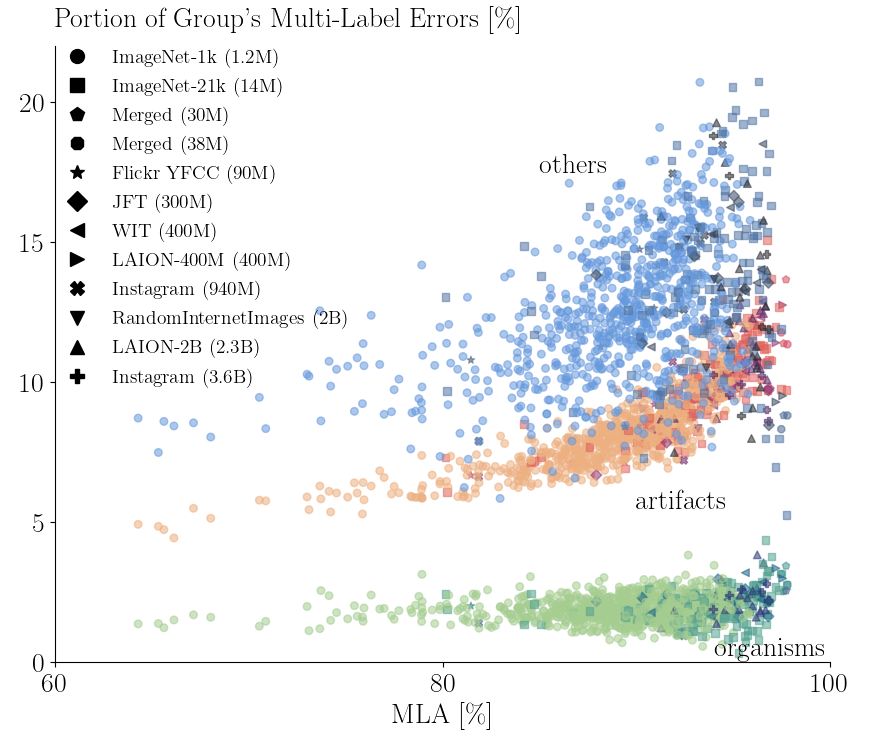 Portion of Group's Multi-Label Errors [%]
ImageNet-1k (1.2M)
ImageNet-21k (14M)
Merged (30M)
Merged (38M)
Flickr YFCC (90M)
JFT (300M)
WIT (400M)
LAION-400M (400M)
Instagram (940M)
RandomInternetImages (2B)
LAION-2B (2.3B)
Instagram (3.6B)
others
artifacts
organisms
20
15
10
5
0
60 80 100
MLA [%]